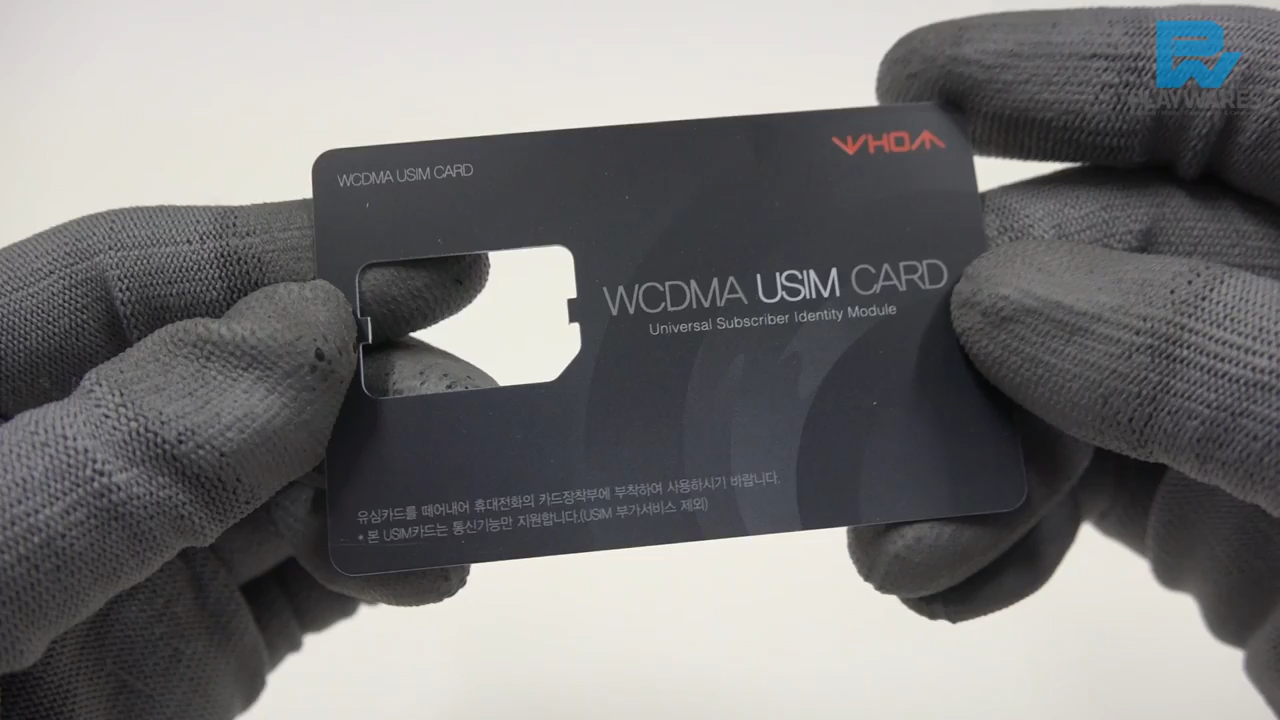 PLAYWARES
WHOM
WCDMA USIM CARD
WCDMA USIM CARD
Universal Subscriber Identity Module
유심카드를 떼어내어 휴대전화의 카드장착부에 부착하여 사용하시기 바랍니다.
* 본 USIM카드는 통신기능만 지원합니다.(USIM 부가서비스 제외)